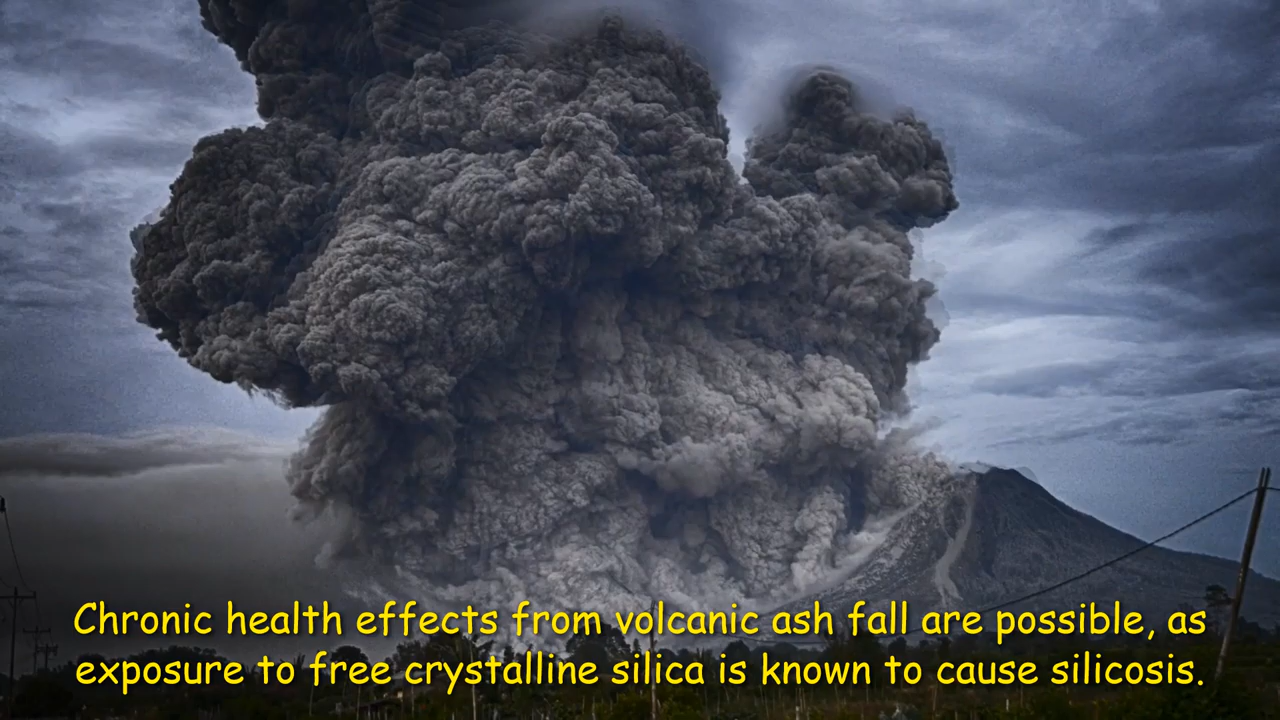 Chronic health effects from volcanic ash fall are possible, as
exposure to free crystalline silica is known to cause silicosis.